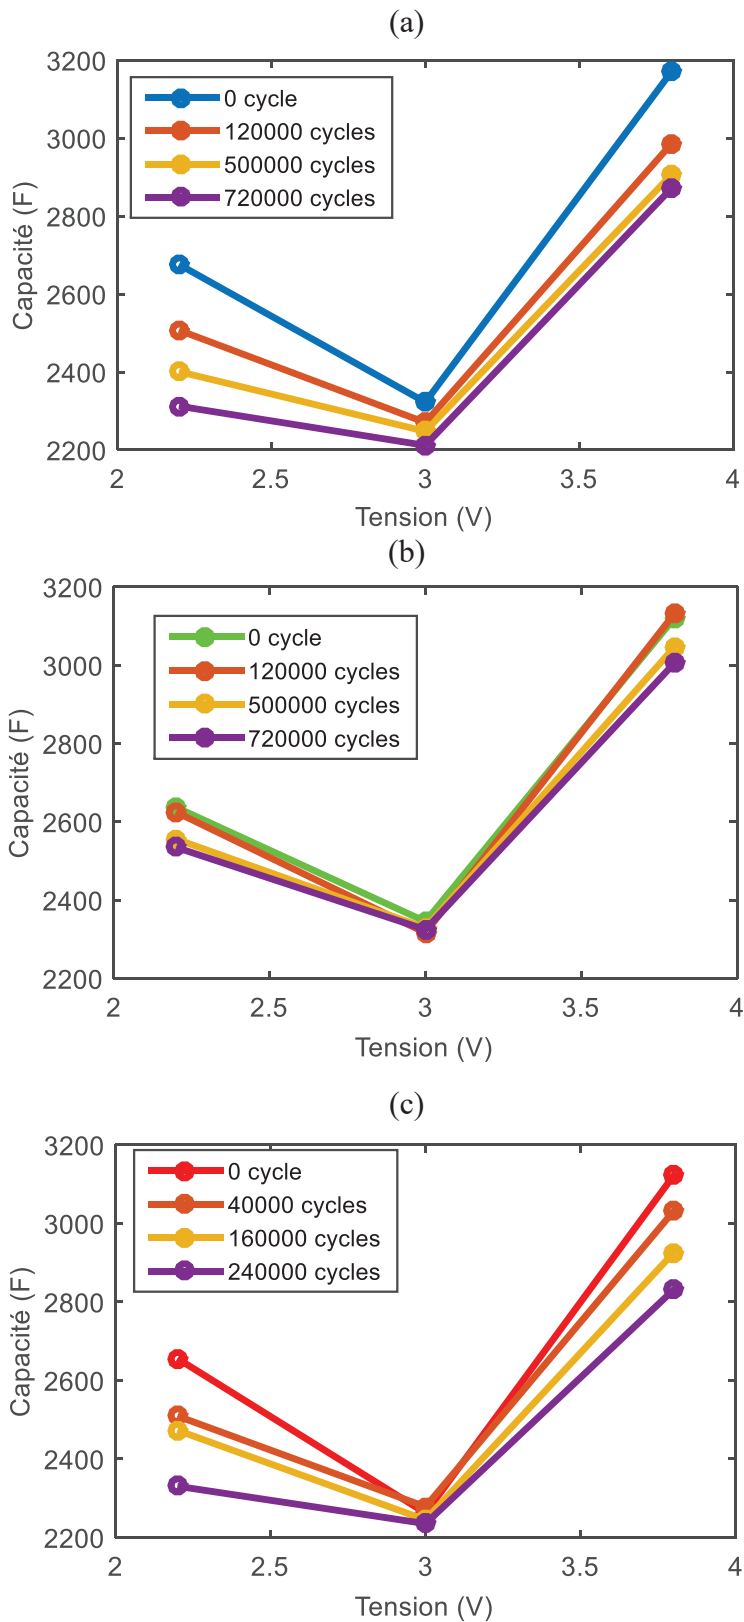 (a)
3200
3000
2800
2600
2400
2200
Capacité (F)
0 cycle
120000 cycles
500000 cycles
720000 cycles
2 2.5 3 3.5 4
Tension (V)
(b)
3200
3000
2800
2600
2400
2200
Capacité (F)
0 cycle
120000 cycles
500000 cycles
720000 cycles
2 2.5 3 3.5 4
Tension (V)
(c)
3200
3000
2800
2600
2400
2200
Capacité (F)
0 cycle
40000 cycles
160000 cycles
240000 cycles
2 2.5 3 3.5 4
Tension (V)